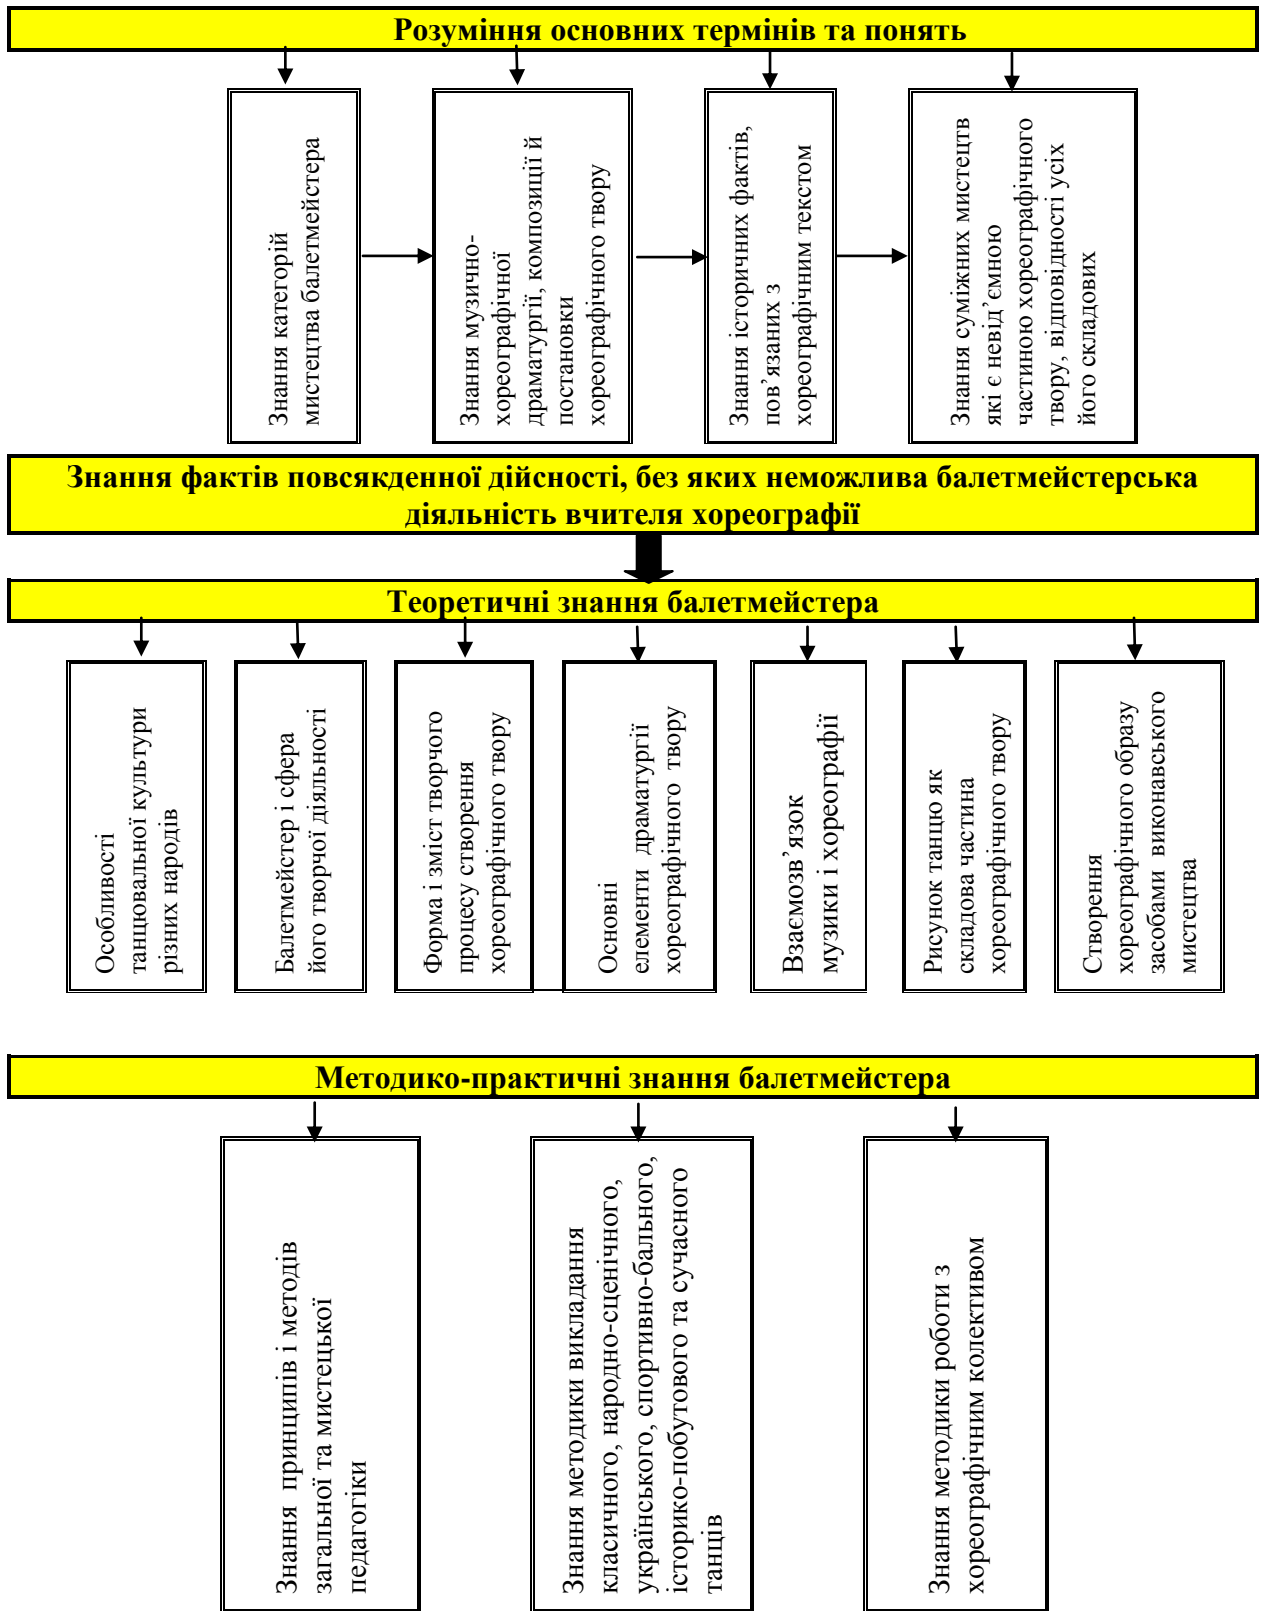 Розуміння основних термінів та понять
Знання категорій
мистецтва балетмейстера
Знання музично-
хореографічної
драматургії, композиції й
постановки
хореографічного твору
Знання історичних фактів,
пов’язаних з
хореографічним текстом
Знання суміжних мистецтв
які є невід’ємною
частиною хореографічного
твору, відповідності усіх
його складових
Знання фактів повсякденної дійсності, без яких неможлива балетмейстерська
діяльність вчителя хореографії
Теоретичні знання балетмейстера
Особливості
танцювальної культури
різних народів
Балетмейстер і сфера
його творчої діяльності
Форма і зміст творчого
процесу створення
хореографічного твору
Основні
елементи драматургії
хореографічного твору
Взаємозв’язок
музики і хореографії
Рисунок танцю як
складова частина
хореографічного твору
Створення
хореографічного образу
засобами виконавського
мистецтва
Методико-практичні знання балетмейстера
Знання принципів і методів
загальної та мистецької
педагогіки
Знання методики викладання
класичного, народно-сценічного,
українського, спортивно-бального,
історико-побутового та сучасного
танців
Знання методики роботи з
хореографічним колективом